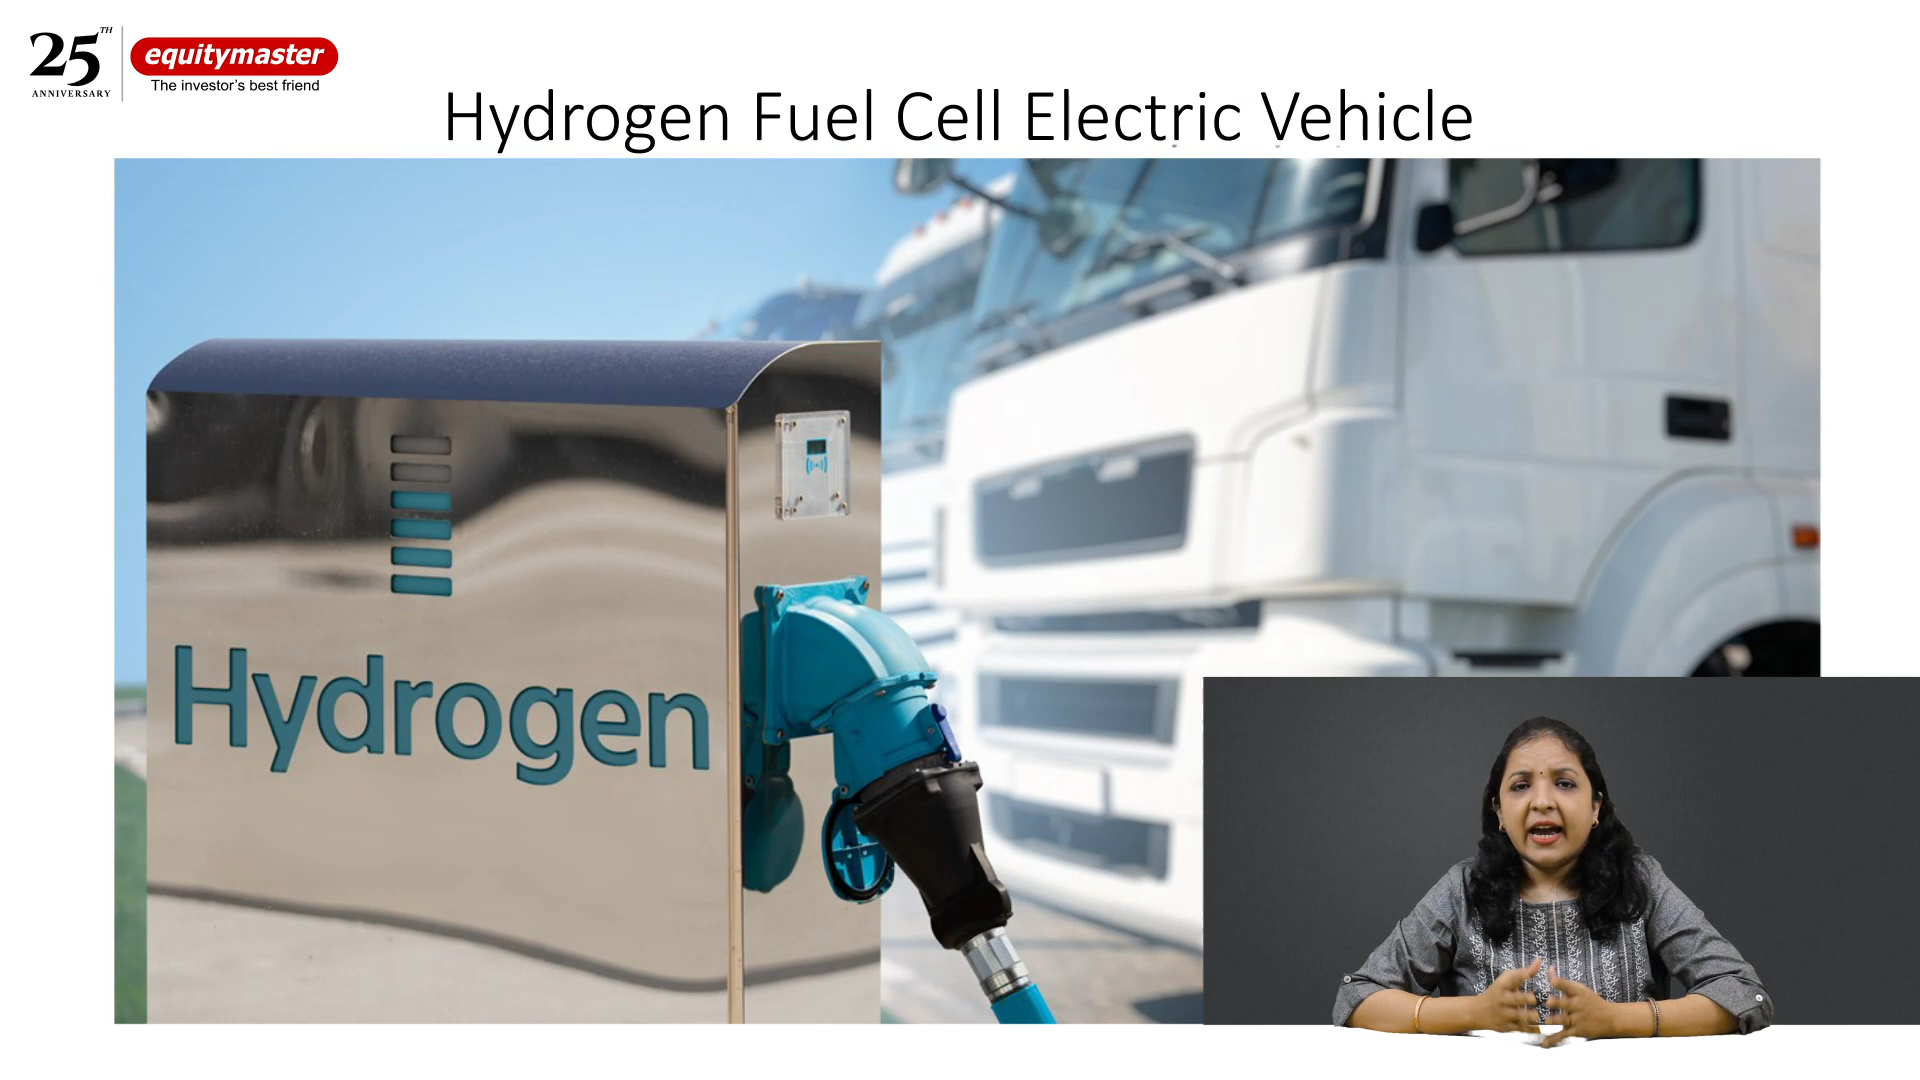 25TH
ANNIVERSARY
equitymaster
The investor's best friend
Hydrogen Fuel Cell Electric Vehicle
Hydrogen